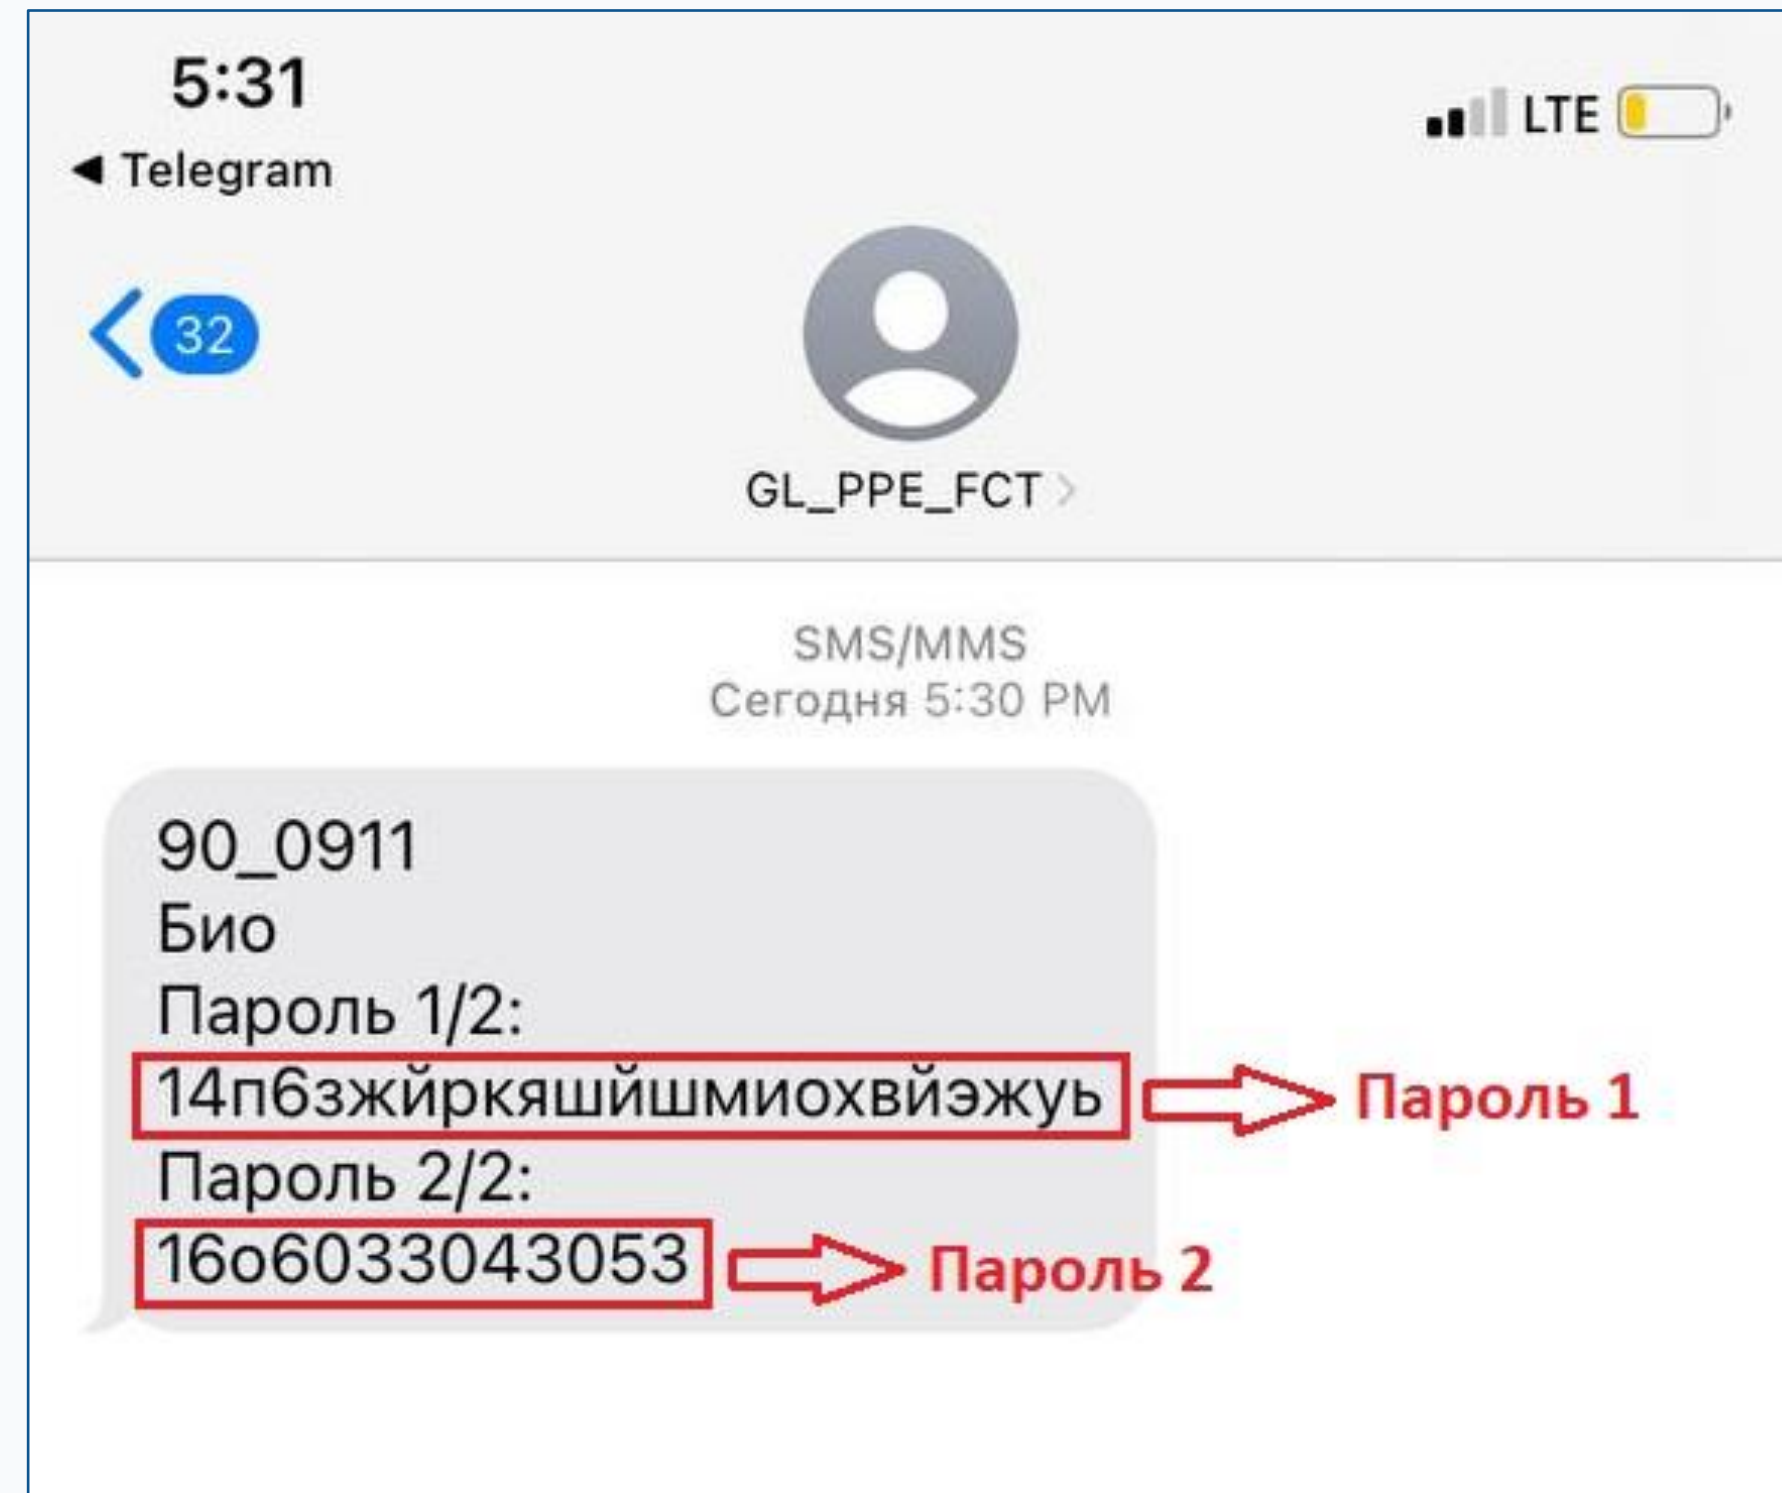 5:31
LTE
◀ Telegram
32
GL_PPE_FCT >
SMS/MMS
Сегодня 5:30 PM
90_0911
Био
Пароль 1/2:
14п6зжйркяшйшмиохвйэжуь
Пароль 1
Пароль 2/2:
16о6033043053
Пароль 2